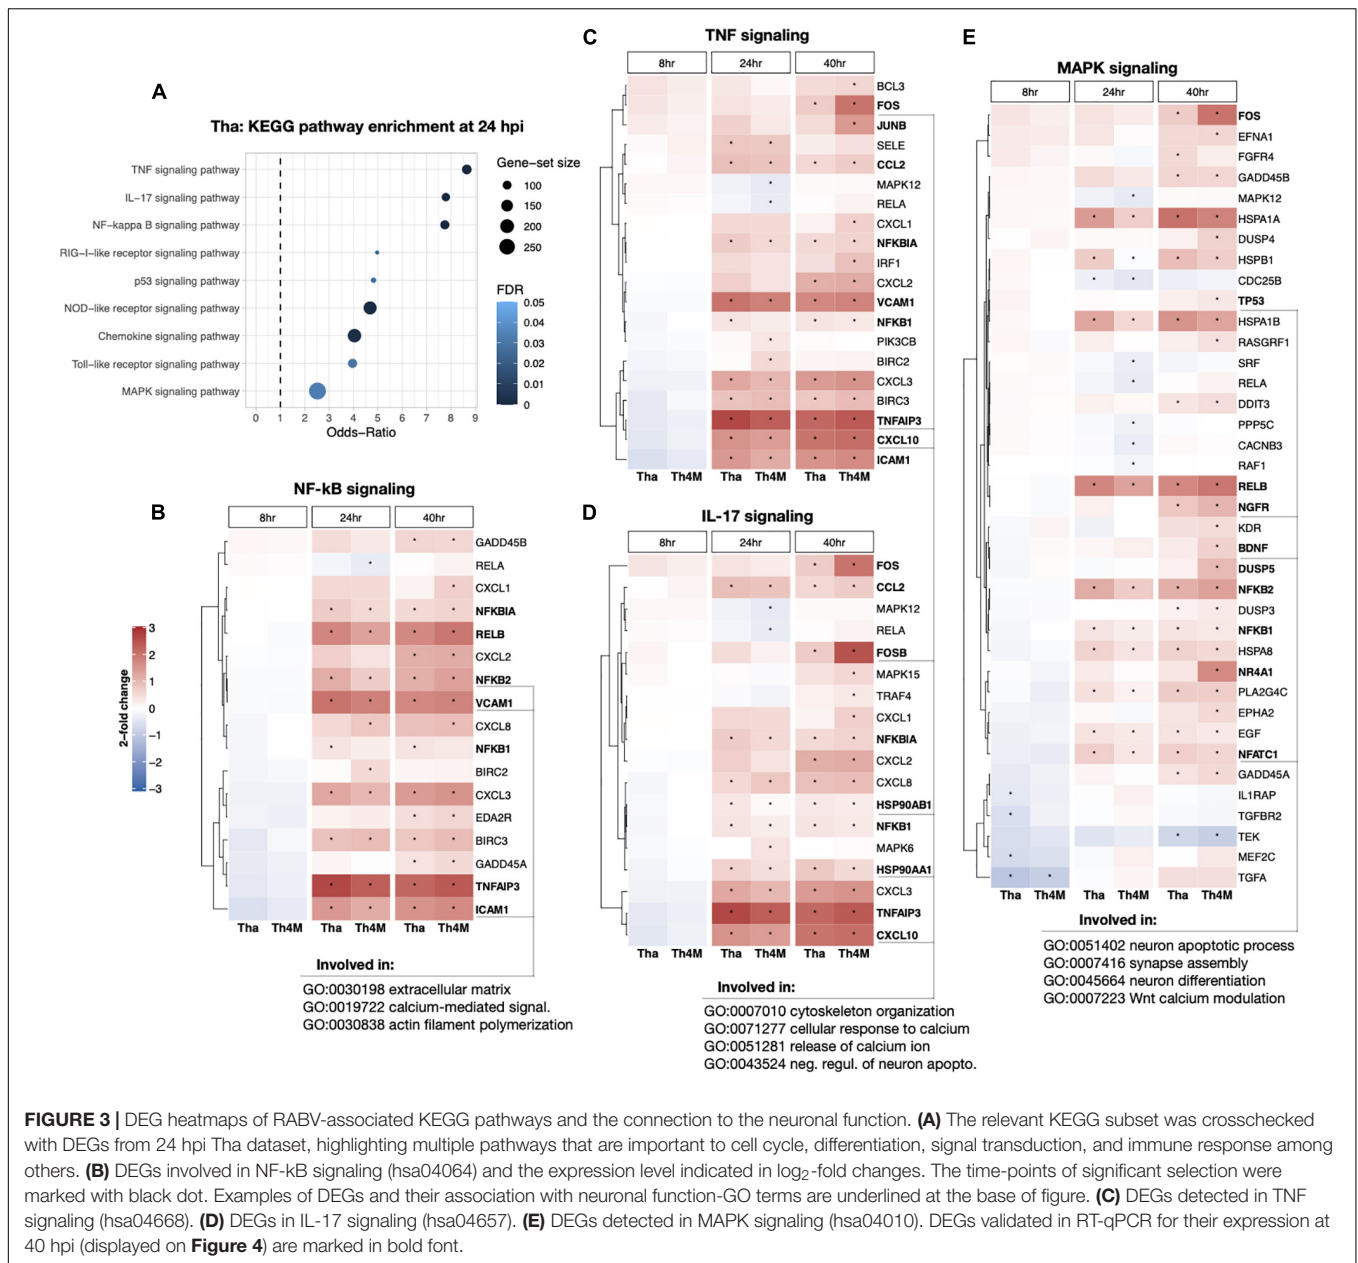 A
Tha: KEGG pathway enrichment at 24 hpi
TNF signaling pathway
IL-17 signaling pathway
NF-kappa B signaling pathway
RIG-I-like receptor signaling pathway
p53 signaling pathway
NOD-like receptor signaling pathway
Chemokine signaling pathway
Toll-like receptor signaling pathway
MAPK signaling pathway
0 1 2 3 4 5 6 7 8 9
Odds-Ratio
Gene-set size
100
150
200
250
FDR
0.05
0.04
0.03
0.02
0.01
0
B
NF-kB signaling
8hr 24hr 40hr
GADD45B
RELA
CXCL1
NFKBIA
RELB
CXCL2
NFKB2
VCAM1
CXCL8
NFKB1
BIRC2
CXCL3
EDA2R
BIRC3
GADD45A
TNFAIP3
ICAM1
Tha Th4M Tha Th4M Tha Th4M
2-fold change
3
2
1
0
-1
-2
-3
Involved in:
GO:0030198 extracellular matrix
GO:0019722 calcium-mediated signal.
GO:0030838 actin filament polymerization
C
TNF signaling
8hr 24hr 40hr
BCL3
FOS
JUNB
SELE
CCL2
MAPK12
RELA
CXCL1
NFKBIA
IRF1
CXCL2
VCAM1
NFKB1
PIK3CB
BIRC2
CXCL3
BIRC3
TNFAIP3
CXCL10
ICAM1
Tha Th4M Tha Th4M Tha Th4M
D
IL-17 signaling
8hr 24hr 40hr
FOS
CCL2
MAPK12
RELA
FOSB
MAPK15
TRAF4
CXCL1
NFKBIA
CXCL2
CXCL8
HSP90AB1
NFKB1
MAPK6
HSP90AA1
CXCL3
TNFAIP3
CXCL10
Tha Th4M Tha Th4M Tha Th4M
Involved in:
GO:0007010 cytoskeleton organization
GO:0071277 cellular response to calcium
GO:0051281 release of calcium ion
GO:0043524 neg. regul. of neuron apopto.
E
MAPK signaling
8hr 24hr 40hr
FOS
EFNA1
FGFR4
GADD45B
MAPK12
HSPA1A
DUSP4
HSPB1
CDC25B
TP53
HSPA1B
RASGRF1
SRF
RELA
DDIT3
PPP5C
CACNB3
RAF1
RELB
NGFR
KDR
BDNF
DUSP5
NFKB2
DUSP3
NFKB1
HSPA8
NR4A1
PLA2G4C
EPHA2
EGF
NFATC1
GADD45A
IL1RAP
TGFBR2
TEK
MEF2C
TGFA
Tha Th4M Tha Th4M Tha Th4M
Involved in:
GO:0051402 neuron apoptotic process
GO:0007416 synapse assembly
GO:0045664 neuron differentiation
GO:0007223 Wnt calcium modulation
FIGURE 3 | DEG heatmaps of RABV-associated KEGG pathways and the connection to the neuronal function. (A) The relevant KEGG subset was crosschecked
with DEGs from 24 hpi Tha dataset, highlighting multiple pathways that are important to cell cycle, differentiation, signal transduction, and immune response among
others. (B) DEGs involved in NF-kB signaling (hsa04064) and the expression level indicated in log2-fold changes. The time-points of significant selection were
marked with black dot. Examples of DEGs and their association with neuronal function-GO terms are underlined at the base of figure. (C) DEGs detected in TNF
signaling (hsa04668). (D) DEGs in IL-17 signaling (hsa04657). (E) DEGs detected in MAPK signaling (hsa04010). DEGs validated in RT-qPCR for their expression at
40 hpi (displayed on Figure 4) are marked in bold font.